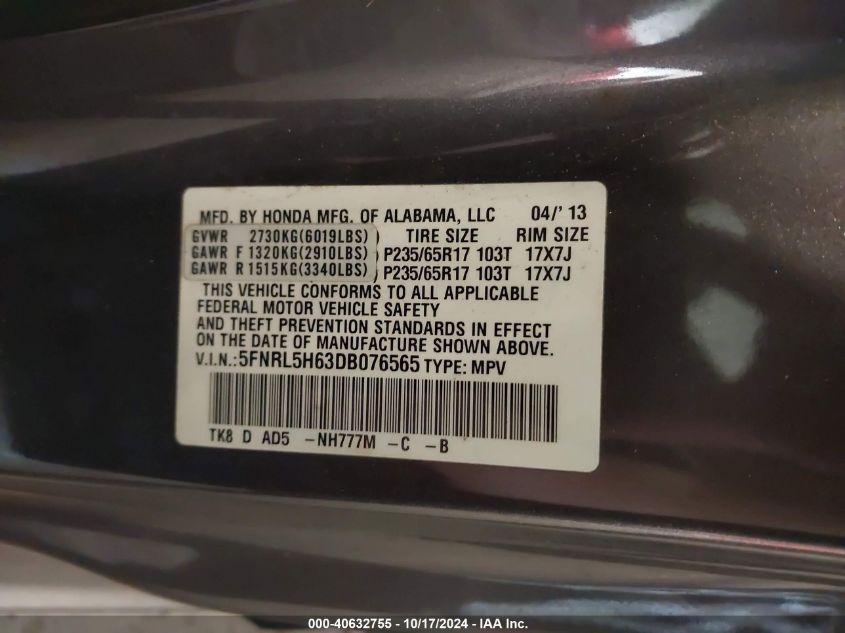 MFD. BY HONDA MFG. OF ALABAMA, LLC 04/' 13
GVWR 2730KG(6019LBS) TIRE SIZE RIM SIZE
GAWR F 1320KG(2910LBS) P235/65R17 103T 17X7J
GAWR R 1515KG(3340LBS) P235/65R17 103T 17X7J
THIS VEHICLE CONFORMS TO ALL APPLICABLE
FEDERAL MOTOR VEHICLE SAFETY
AND THEFT PREVENTION STANDARDS IN EFFECT
ON THE DATE OF MANUFACTURE SHOWN ABOVE.
V.I.N.:5FNRL5H63DB076565 TYPE: MPV
TK8 D AD5 -NH777M -C -B
000-40632755 - 10/17/2024 - IAA Inc.